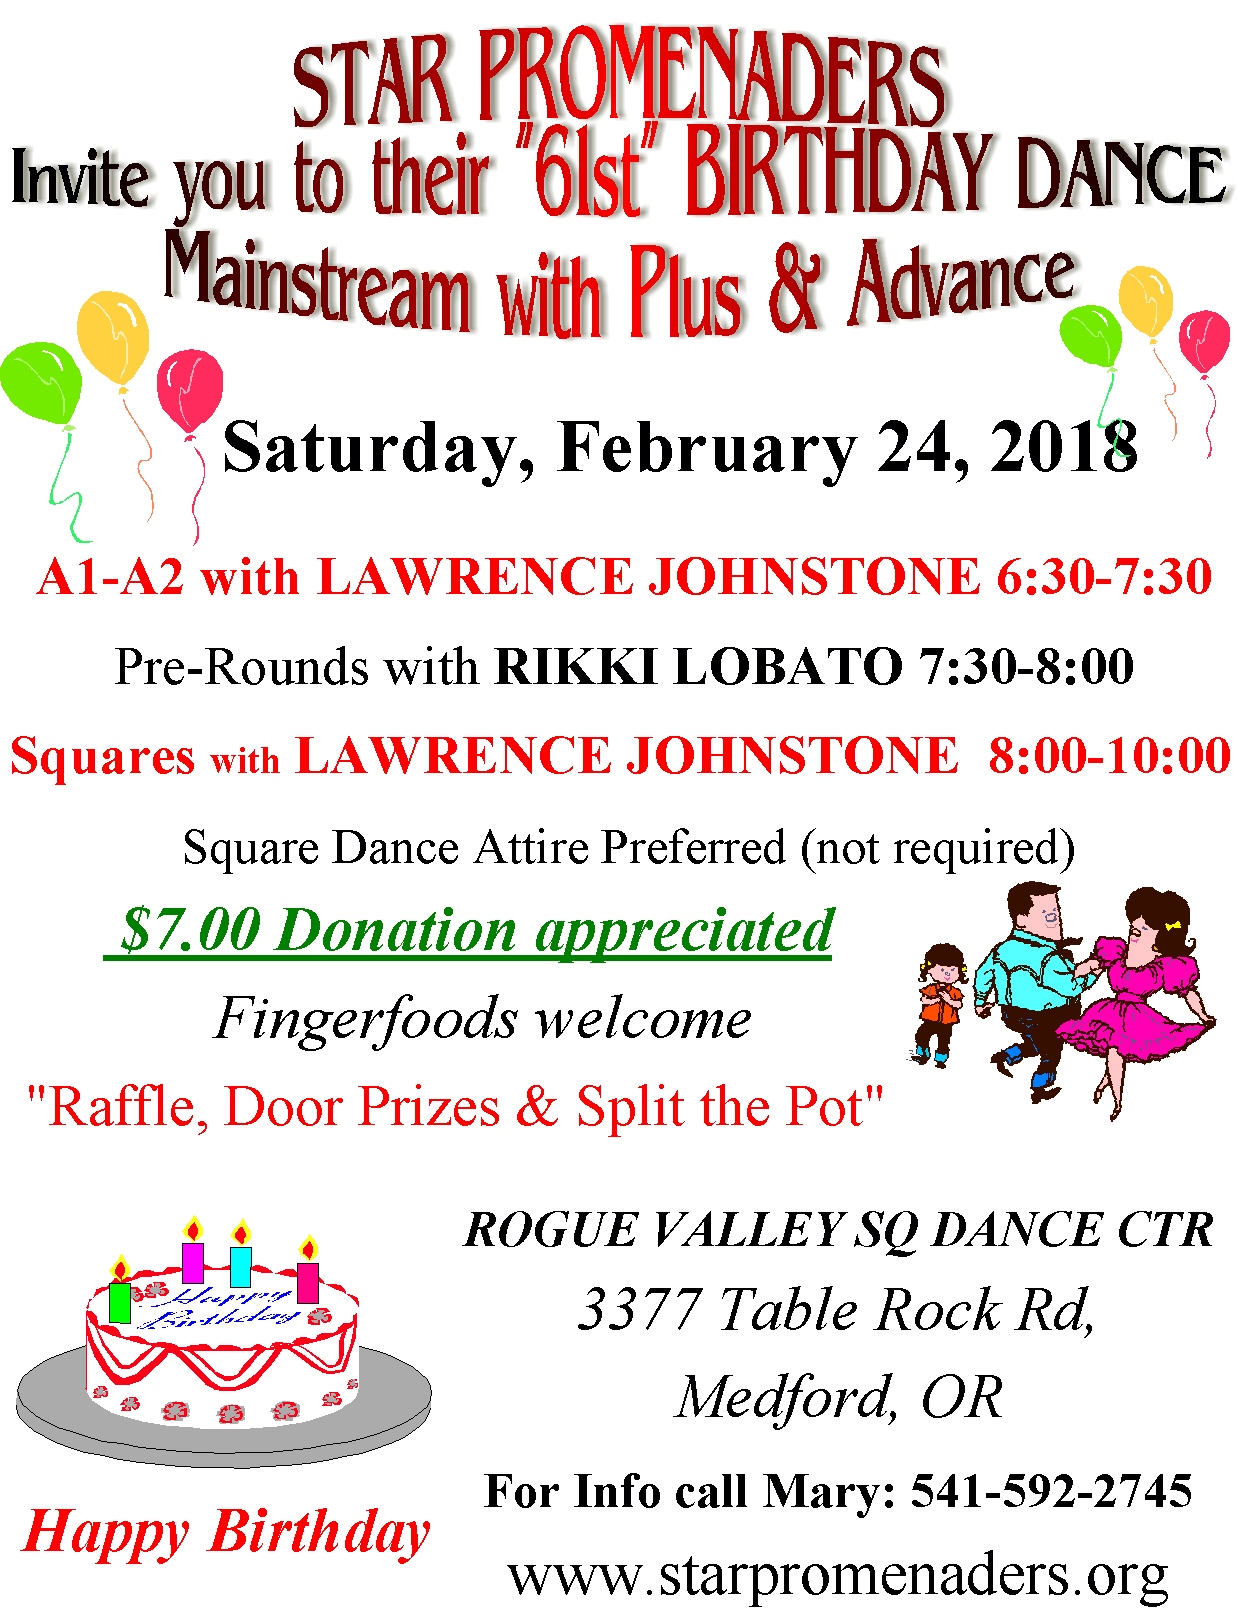 STAR PROMENADERS
Invite you to their "61st" BIRTHDAY DANCE
Mainstream with Plus & Advance
Saturday, February 24, 2018
A1-A2 with LAWRENCE JOHNSTONE 6:30-7:30
Pre-Rounds with RIKKI LOBATO 7:30-8:00
Squares with LAWRENCE JOHNSTONE 8:00-10:00
Square Dance Attire Preferred (not required)
$7.00 Donation appreciated
Fingerfoods welcome
"Raffle, Door Prizes & Split the Pot"
ROGUE VALLEY SQ DANCE CTR
3377 Table Rock Rd,
Medford, OR
For Info call Mary: 541-592-2745
www.starpromenaders.org
Happy
Birthday
Happy Birthday